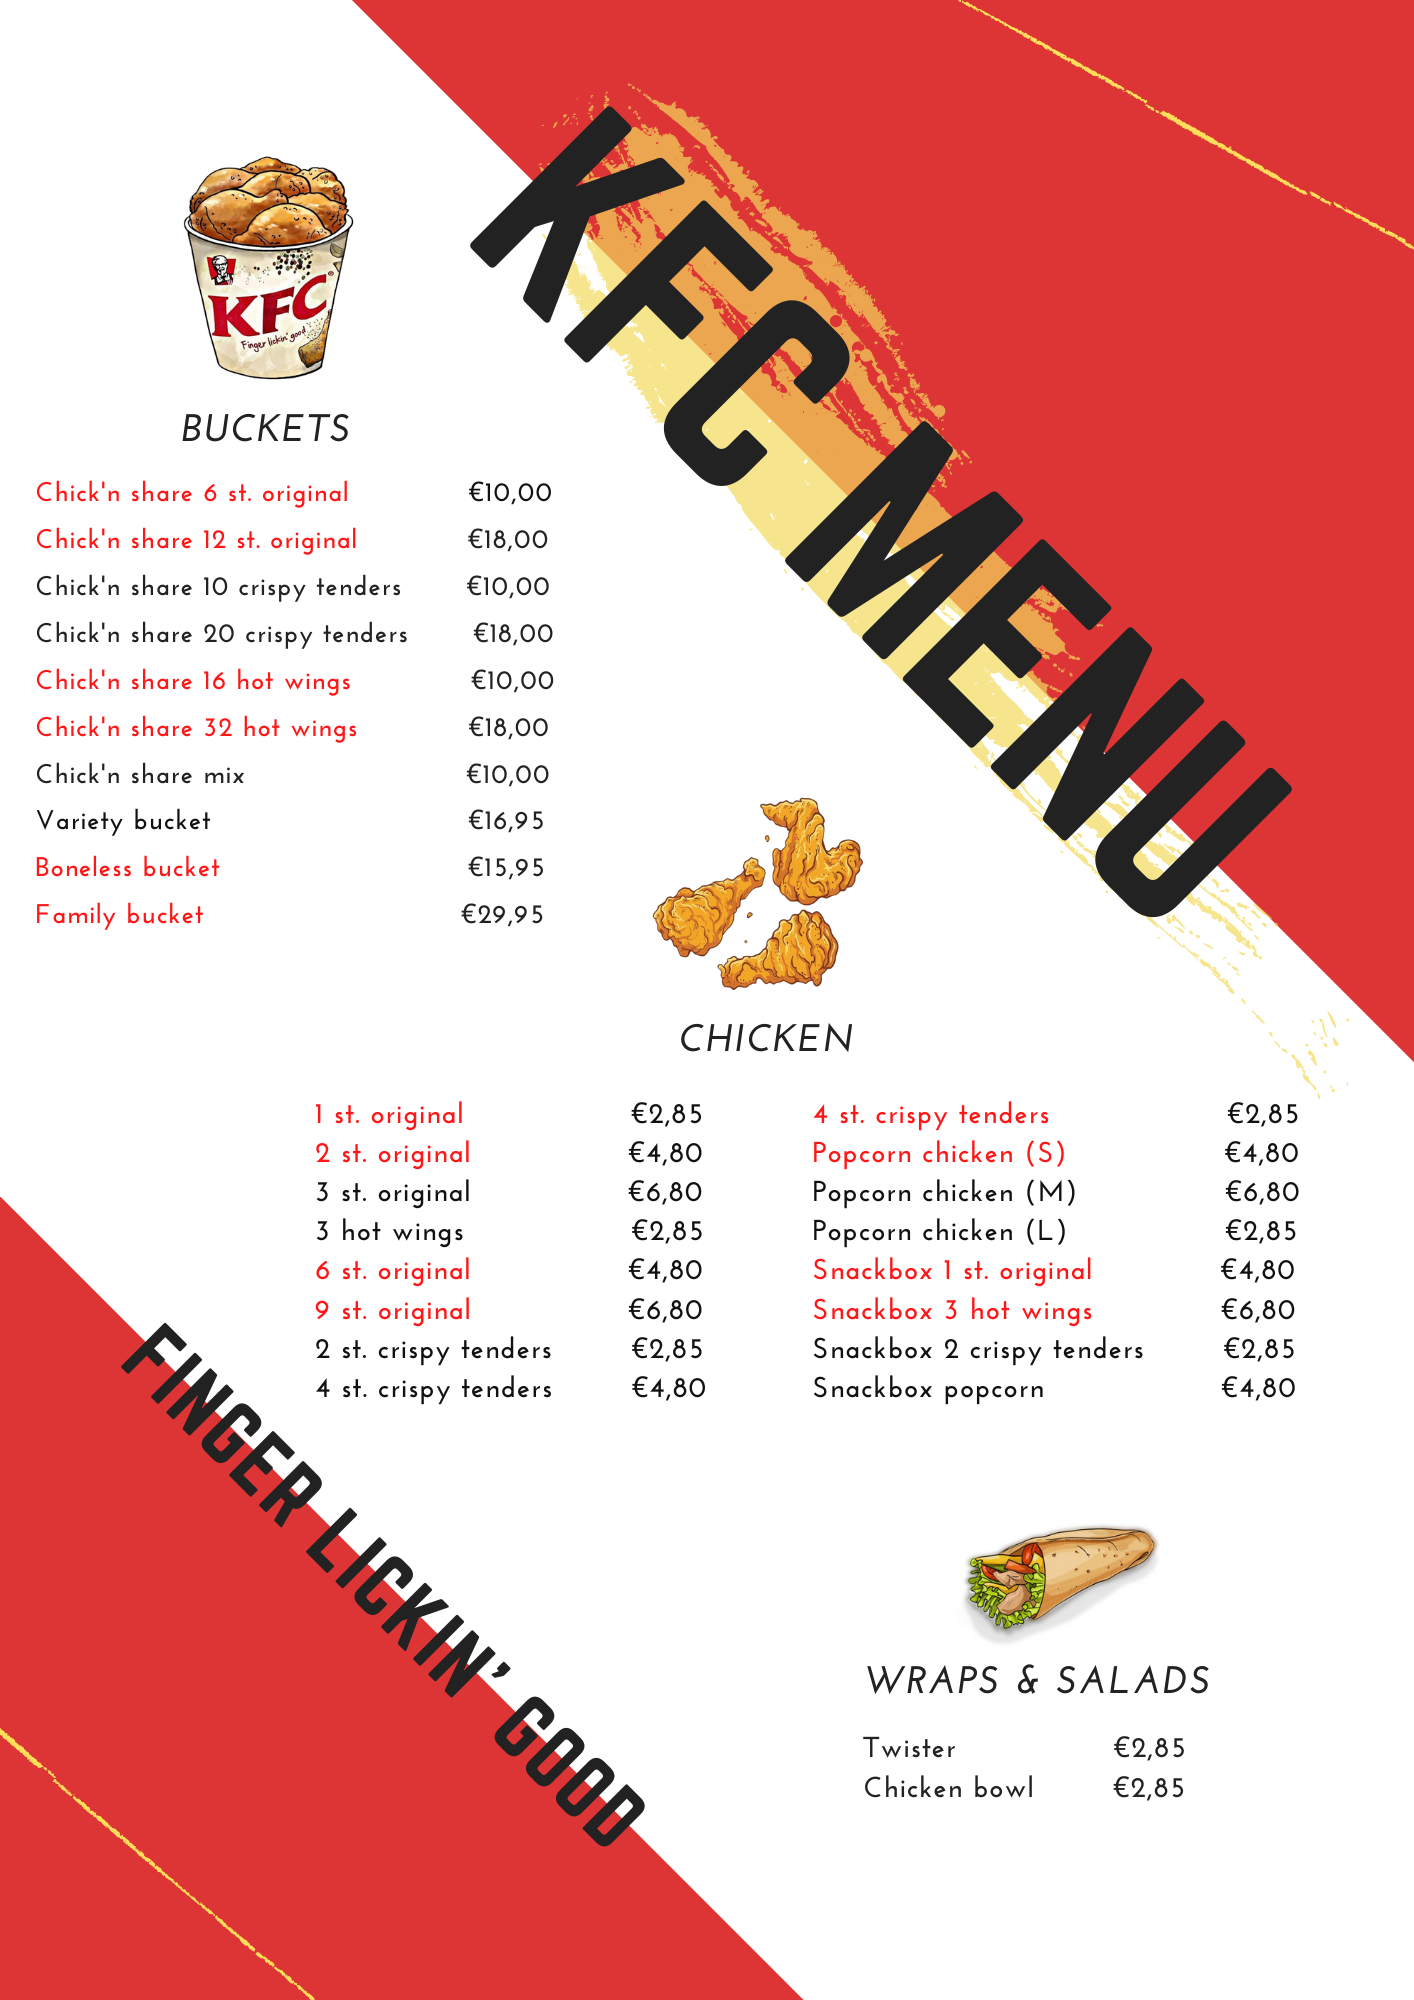 KFC MENU
KFC
Finger lickin' good
BUCKETS
Chick'n share 6 st. original €10,00
Chick'n share 12 st. original €18,00
Chick'n share 10 crispy tenders €10,00
Chick'n share 20 crispy tenders €18,00
Chick'n share 16 hot wings €10,00
Chick'n share 32 hot wings €18,00
Chick'n share mix €10,00
Variety bucket €16,95
Boneless bucket €15,95
Family bucket €29,95
CHICKEN
1 st. original €2,85
2 st. original €4,80
3 st. original €6,80
3 hot wings €2,85
6 st. original €4,80
9 st. original €6,80
2 st. crispy tenders €2,85
4 st. crispy tenders €4,80
4 st. crispy tenders €2,85
Popcorn chicken (S) €4,80
Popcorn chicken (M) €6,80
Popcorn chicken (L) €2,85
Snackbox 1 st. original €4,80
Snackbox 3 hot wings €6,80
Snackbox 2 crispy tenders €2,85
Snackbox popcorn €4,80
FINGER LICKIN' GOOD
WRAPS & SALADS
Twister €2,85
Chicken bowl €2,85